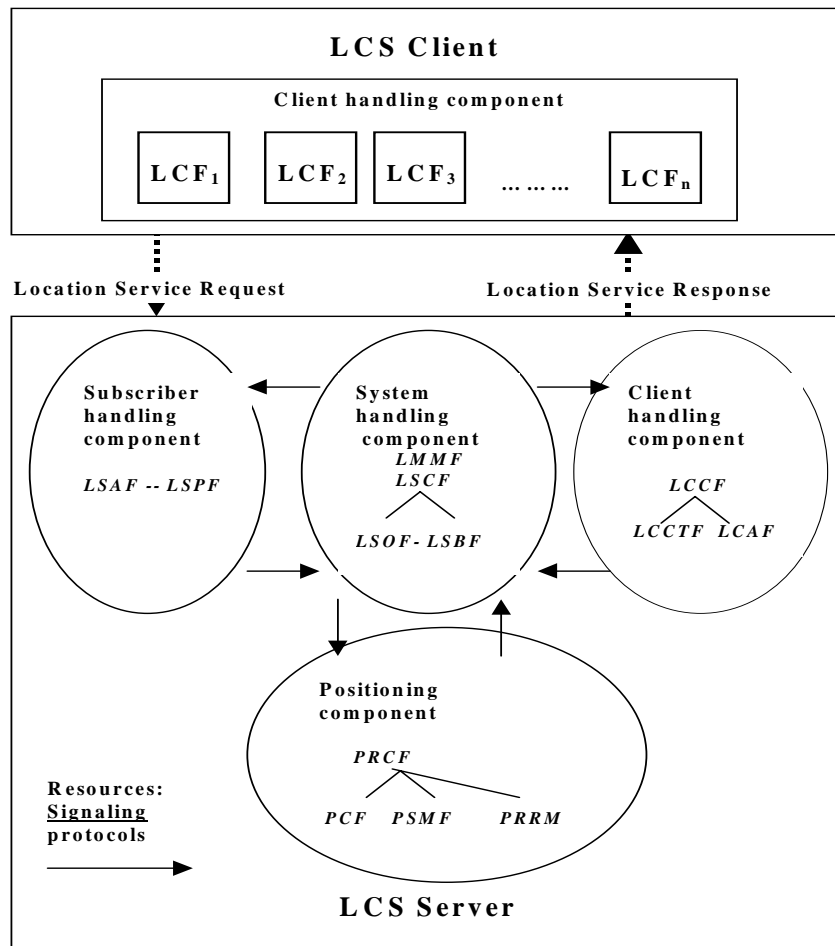 LCS Client
Client handling component
LCF1
LCF2
LCF3
... ... ...
LCFn
Location Service Request
Location Service Response
Subscriber
handling
component
LSAF -- LSPF
System
handling
component
LMMF
LSCF
LSOF - LSBF
Client
handling
component
LCCF
LCCTF LCAF
Positioning
component
PRCF
PCF PSMF PRRM
Resources:
Signaling
protocols
LCS Server